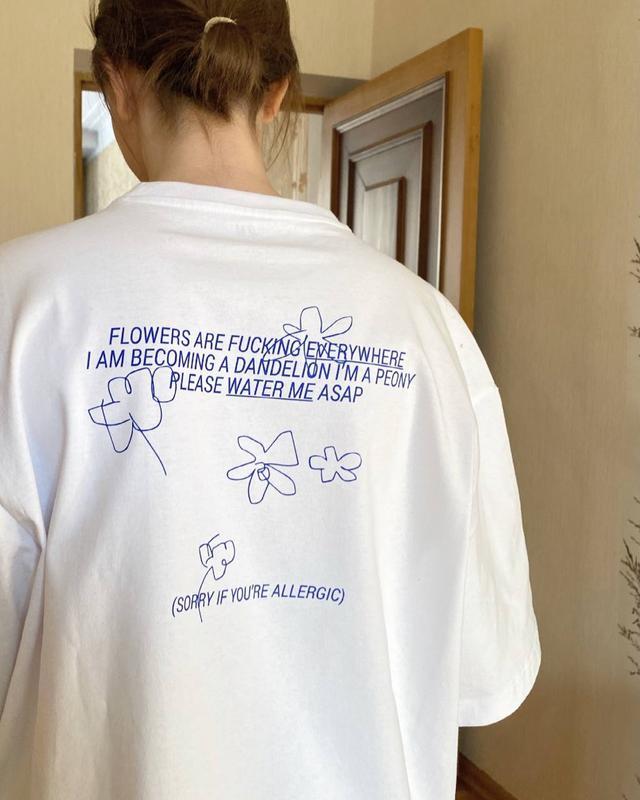 FLOWERS ARE FUCKING EVERYWHERE
I AM BECOMING A DANDELION I'M A PEONY
PLEASE WATER ME ASAP
(SORRY IF YOU'RE ALLERGIC)